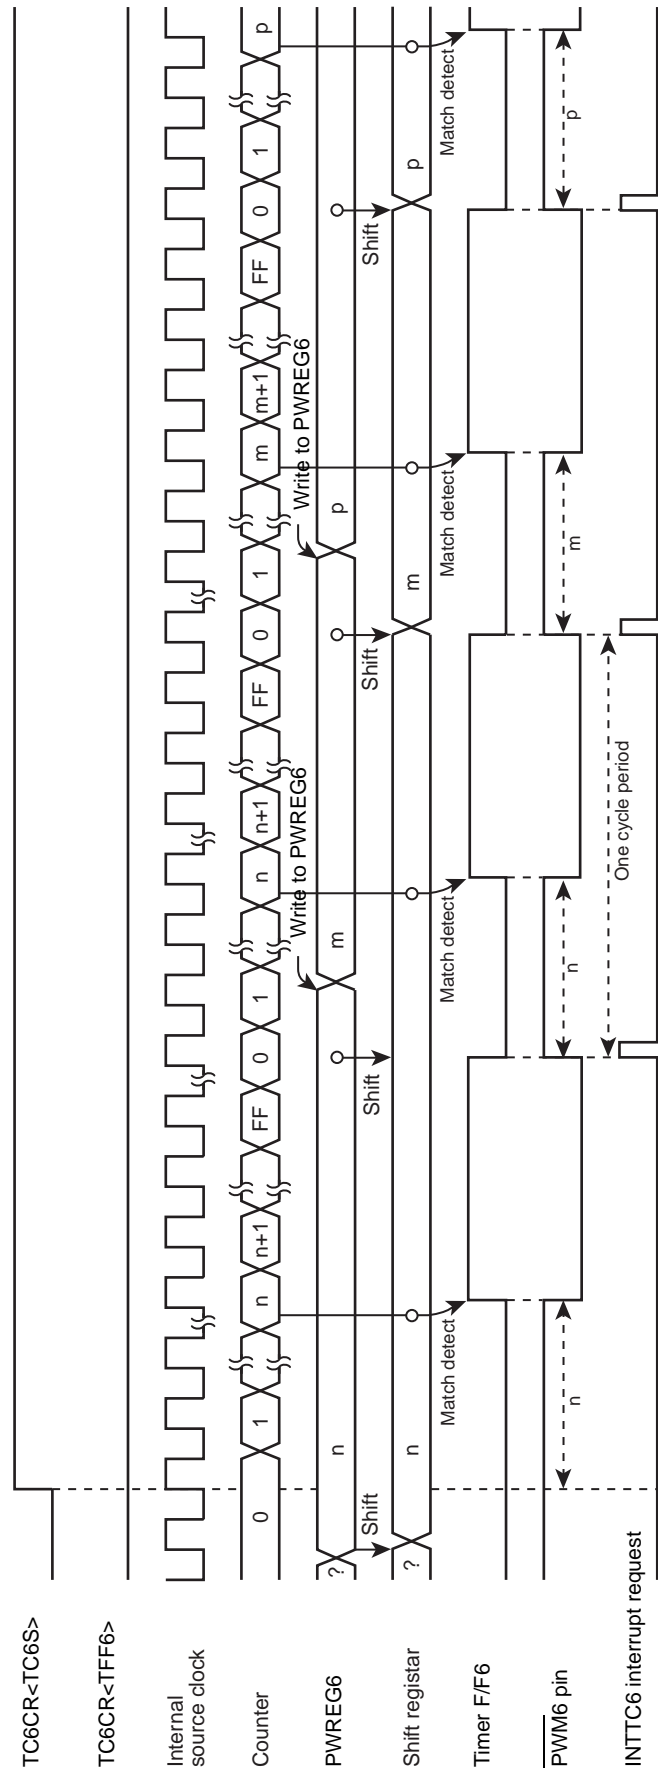 TC6CR<TC6S>
TC6CR<TFF6>
Internal
source clock
Counter
0 1 n n+1 FF 0 1 n n+1 FF 0 1 m m+1 FF 0 1 p
Write to PWREG6
Write to PWREG6
PWREG6
? n m p
Shift
Shift
Shift
Shift
Shift registar
? n m p
Match detect
Match detect
Match detect
Match detect
Timer F/F6
PWM6 pin
n n m p
One cycle period
INTTC6 interrupt request